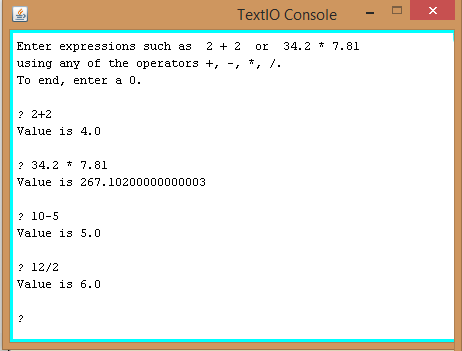 TextIO Console
Enter expressions such as  2 + 2  or  34.2 * 7.81
using any of the operators +, -, *, /.
To end, enter a 0.
? 2+2
Value is 4.0
? 34.2 * 7.81
Value is 267.10200000000003
? 10-5
Value is 5.0
? 12/2
Value is 6.0
?